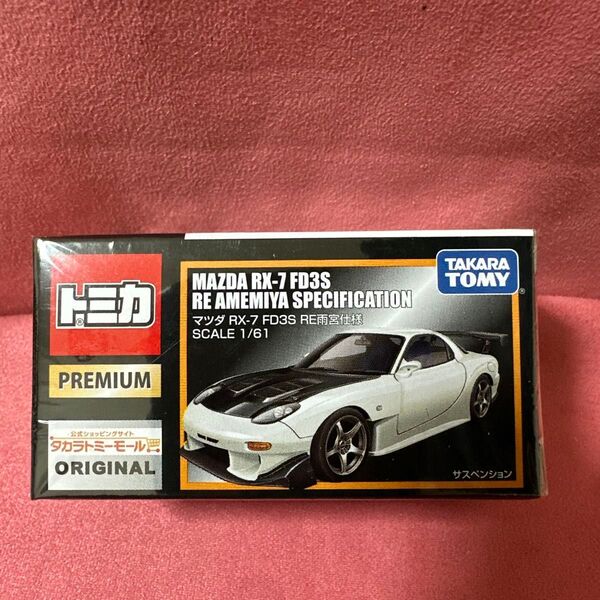 トミカ
PREMIUM
公式ショッピングサイト
タカラトミーモール
ORIGINAL
MAZDA RX-7 FD3S
RE AMEMIYA SPECIFICATION
マツダ RX-7 FD3S RE雨宮仕様
SCALE 1/61
TAKARA
TOMY
サスペンション